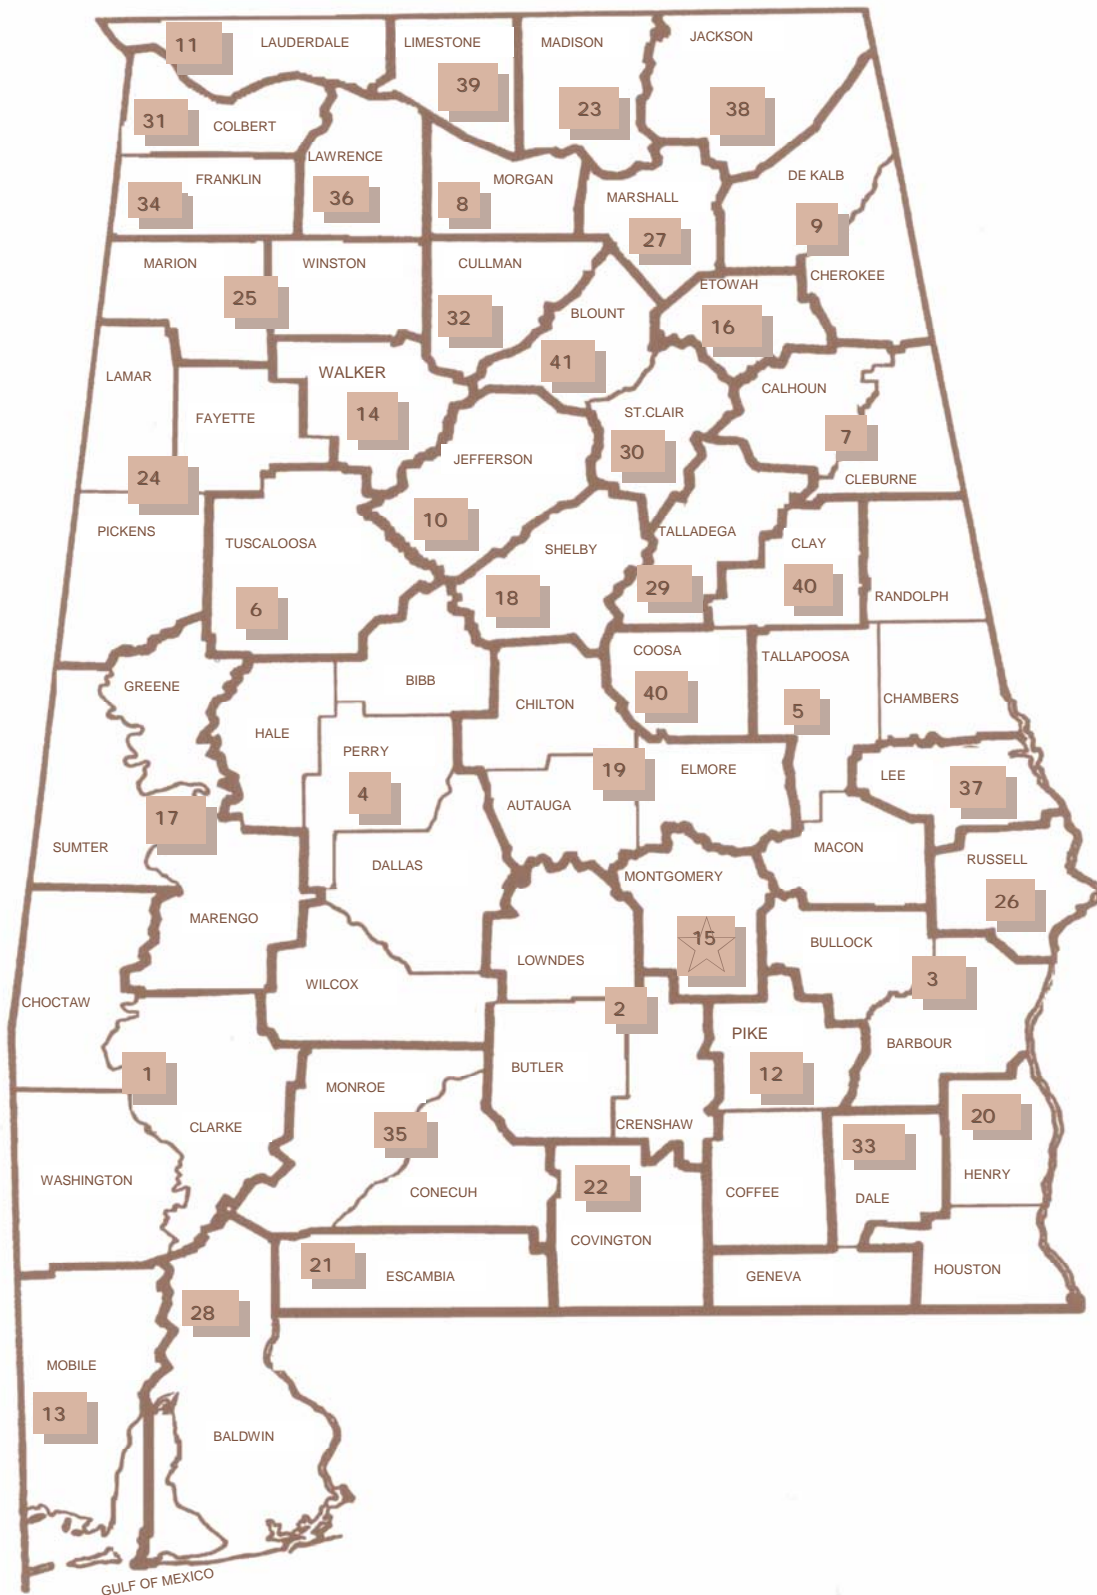 11
LAUDERDALE
LIMESTONE
MADISON
JACKSON
39
23
38
31
COLBERT
LAWRENCE
FRANKLIN
34
36
MORGAN
8
DE KALB
MARSHALL
9
27
MARION
WINSTON
CULLMAN
CHEROKEE
ETOWAH
25
32
BLOUNT
16
LAMAR
WALKER
41
CALHOUN
FAYETTE
14
ST.CLAIR
7
30
JEFFERSON
24
CLEBURNE
PICKENS
TUSCALOOSA
10
SHELBY
TALLADEGA
CLAY
6
18
29
40
RANDOLPH
GREENE
BIBB
COOSA
TALLAPOOSA
CHILTON
40
5
CHAMBERS
HALE
PERRY
19
ELMORE
LEE
37
4
AUTAUGA
17
SUMTER
DALLAS
MACON
RUSSELL
MONTGOMERY
26
MARENGO
15
BULLOCK
LOWNDES
3
CHOCTAW
WILCOX
2
PIKE
BARBOUR
1
MONROE
BUTLER
12
CLARKE
35
CRENSHAW
20
33
WASHINGTON
CONECUH
22
COFFEE
DALE
HENRY
COVINGTON
21
ESCAMBIA
GENEVA
HOUSTON
28
MOBILE
13
BALDWIN
GULF OF MEXICO